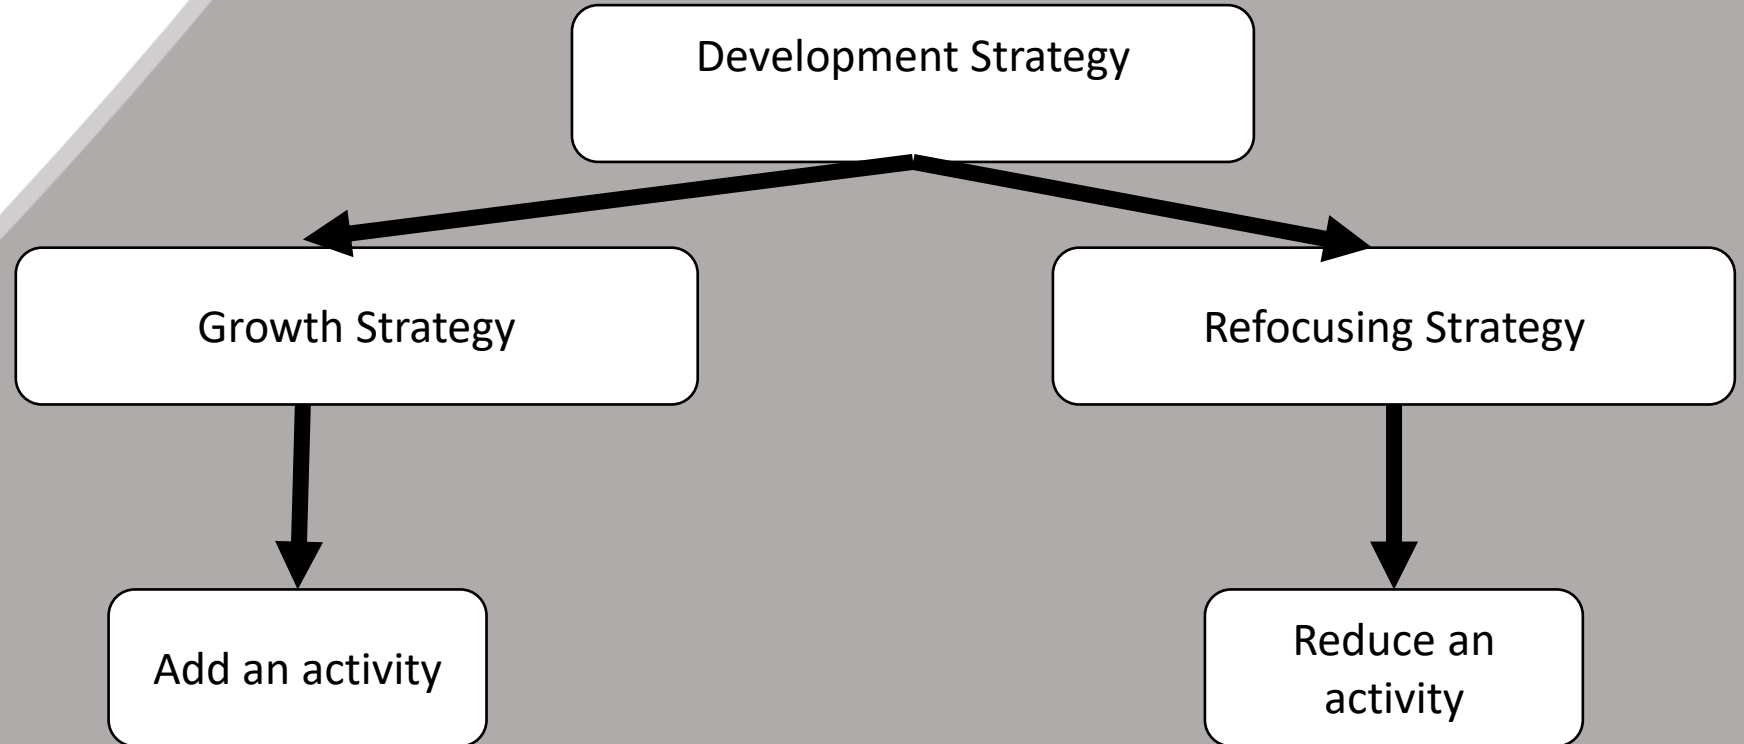 Development Strategy
Growth Strategy
Refocusing Strategy
Add an activity
Reduce an
activity